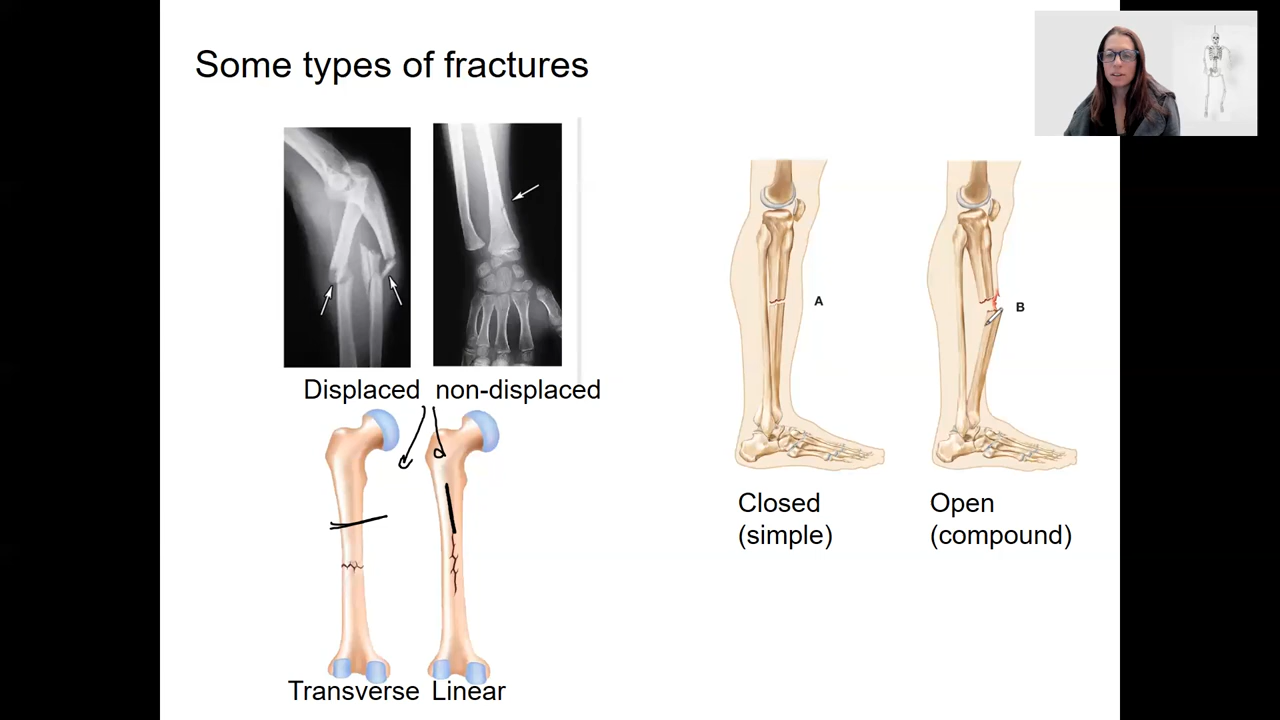 Some types of fractures
Displaced non-displaced
A
B
Closed
(simple)
Open
(compound)
Transverse Linear